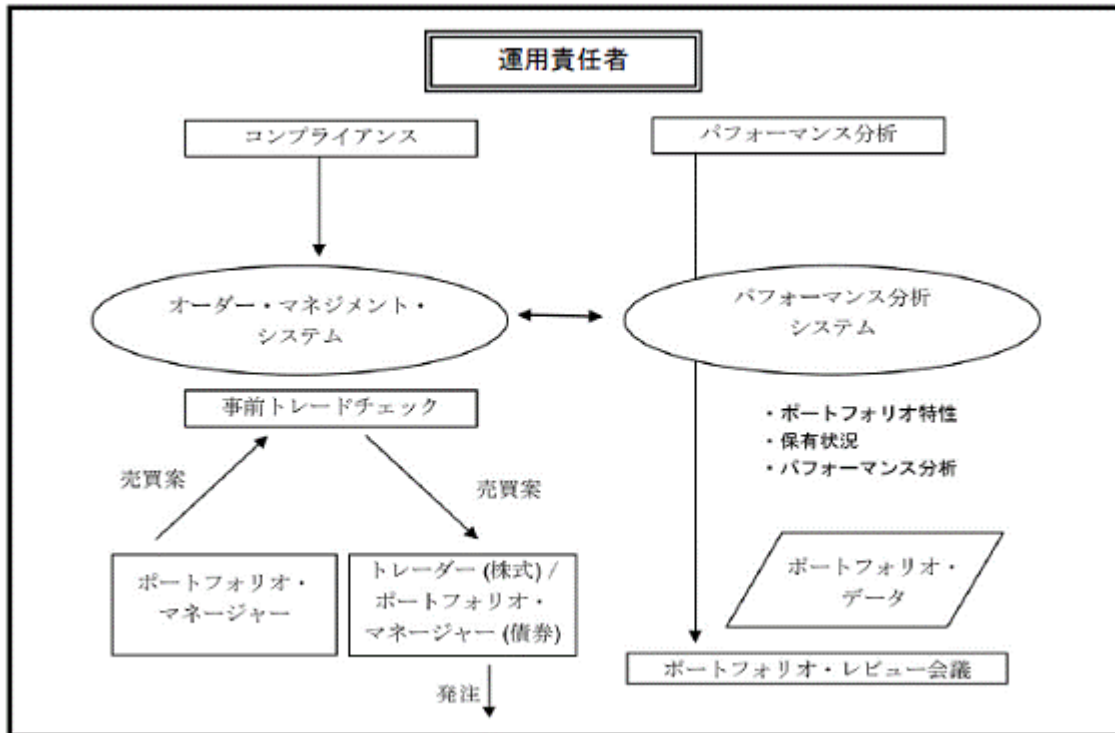 運用責任者
コンプライアンス
パフォーマンス分析
オーダー・マネジメント・
システム
パフォーマンス分析
システム
事前トレードチェック
・ポートフォリオ特性
・保有状況
・パフォーマンス分析
売買案
売買案
ポートフォリオ・
マネージャー
トレーダー (株式) /
ポートフォリオ・
マネージャー (債券)
ポートフォリオ・
データ
ポートフォリオ・レビュー会議
発注